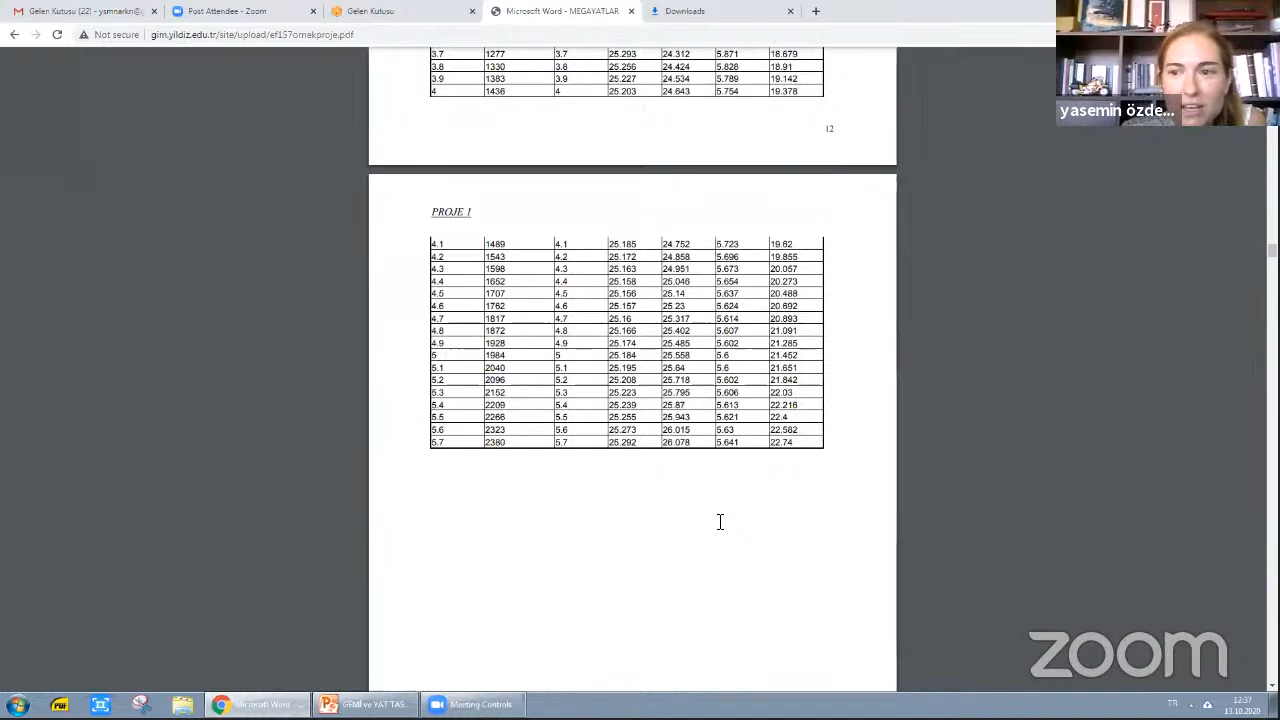 Gelen Kutusu (22) - ysmarkn@g
Post Attendee - Zoom
Gelen Kutusu
Microsoft Word - MEGAYATLAR
Downloads
Not secure | gim.yildiz.edu.tr/site/upload/ef157ornekproje.pdf
3.7 1277 3.7 25.293 24.312 5.871 18.679
3.8 1330 3.8 25.256 24.424 5.828 18.91
3.9 1383 3.9 25.227 24.534 5.789 19.142
4 1436 4 25.203 24.643 5.754 19.378
yasemin özde...
12
PROJE 1
4.1 1489 4.1 25.185 24.752 5.723 19.62
4.2 1543 4.2 25.172 24.858 5.696 19.855
4.3 1598 4.3 25.163 24.951 5.673 20.057
4.4 1652 4.4 25.158 25.046 5.654 20.273
4.5 1707 4.5 25.156 25.14 5.637 20.488
4.6 1762 4.6 25.157 25.23 5.624 20.692
4.7 1817 4.7 25.16 25.317 5.614 20.893
4.8 1872 4.8 25.166 25.402 5.607 21.091
4.9 1928 4.9 25.174 25.485 5.602 21.285
5 1984 5 25.184 25.558 5.6 21.452
5.1 2040 5.1 25.195 25.64 5.6 21.651
5.2 2096 5.2 25.208 25.718 5.602 21.842
5.3 2152 5.3 25.223 25.795 5.606 22.03
5.4 2209 5.4 25.239 25.87 5.613 22.216
5.5 2266 5.5 25.255 25.943 5.621 22.4
5.6 2323 5.6 25.273 26.015 5.63 22.582
5.7 2380 5.7 25.292 26.078 5.641 22.74
zoom
PDF
Microsoft Word -...
GEMİ ve YAT TAS...
Meeting Controls
TR
12:37
13.10.2020